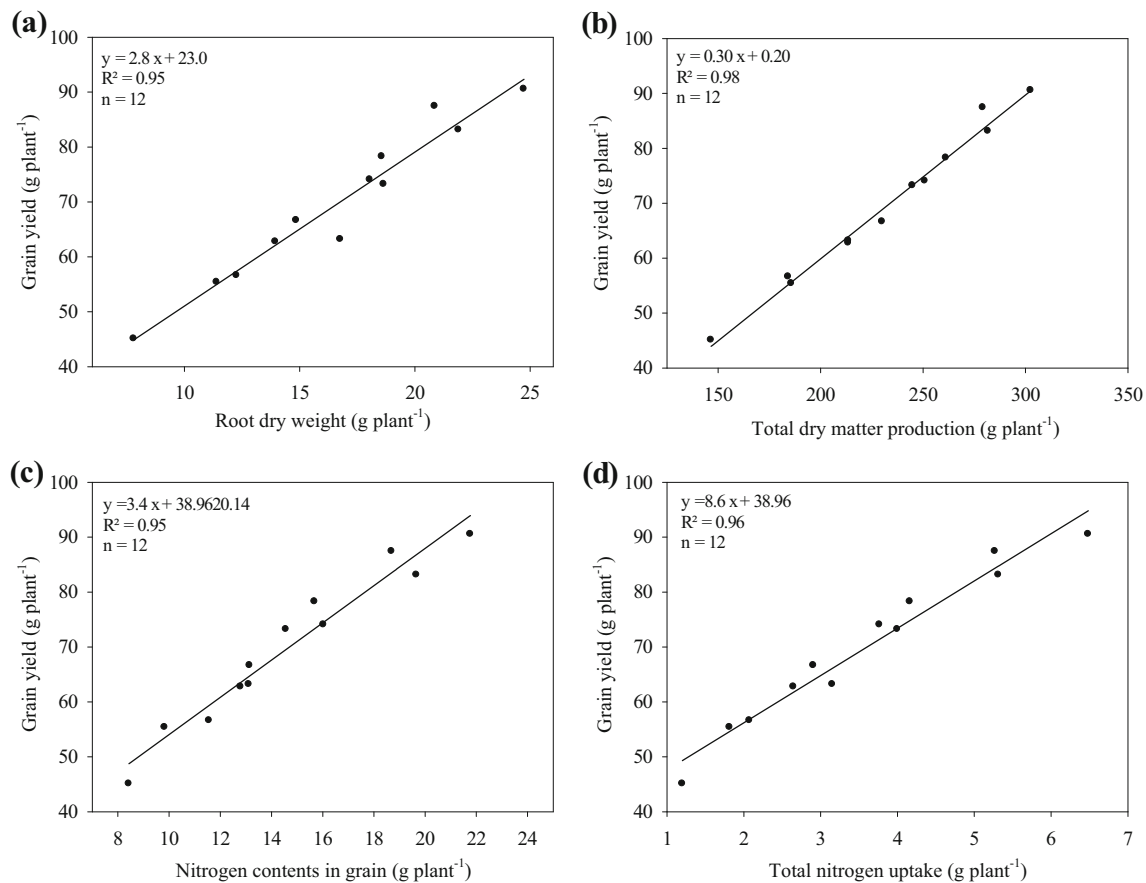 (a)
y = 2.8 x + 23.0
R² = 0.95
n = 12
100
90
80
70
60
50
40
Grain yield (g plant⁻¹)
10 15 20 25
Root dry weight (g plant⁻¹)
(b)
y = 0.30 x + 0.20
R² = 0.98
n = 12
100
90
80
70
60
50
40
Grain yield (g plant⁻¹)
150 200 250 300 350
Total dry matter production (g plant⁻¹)
(c)
y =3.4 x + 38.9620.14
R² = 0.95
n = 12
100
90
80
70
60
50
40
Grain yield (g plant⁻¹)
8 10 12 14 16 18 20 22 24
Nitrogen contents in grain (g plant⁻¹)
(d)
y =8.6 x + 38.96
R² = 0.96
n = 12
100
90
80
70
60
50
40
Grain yield (g plant⁻¹)
1 2 3 4 5 6 7
Total nitrogen uptake (g plant⁻¹)